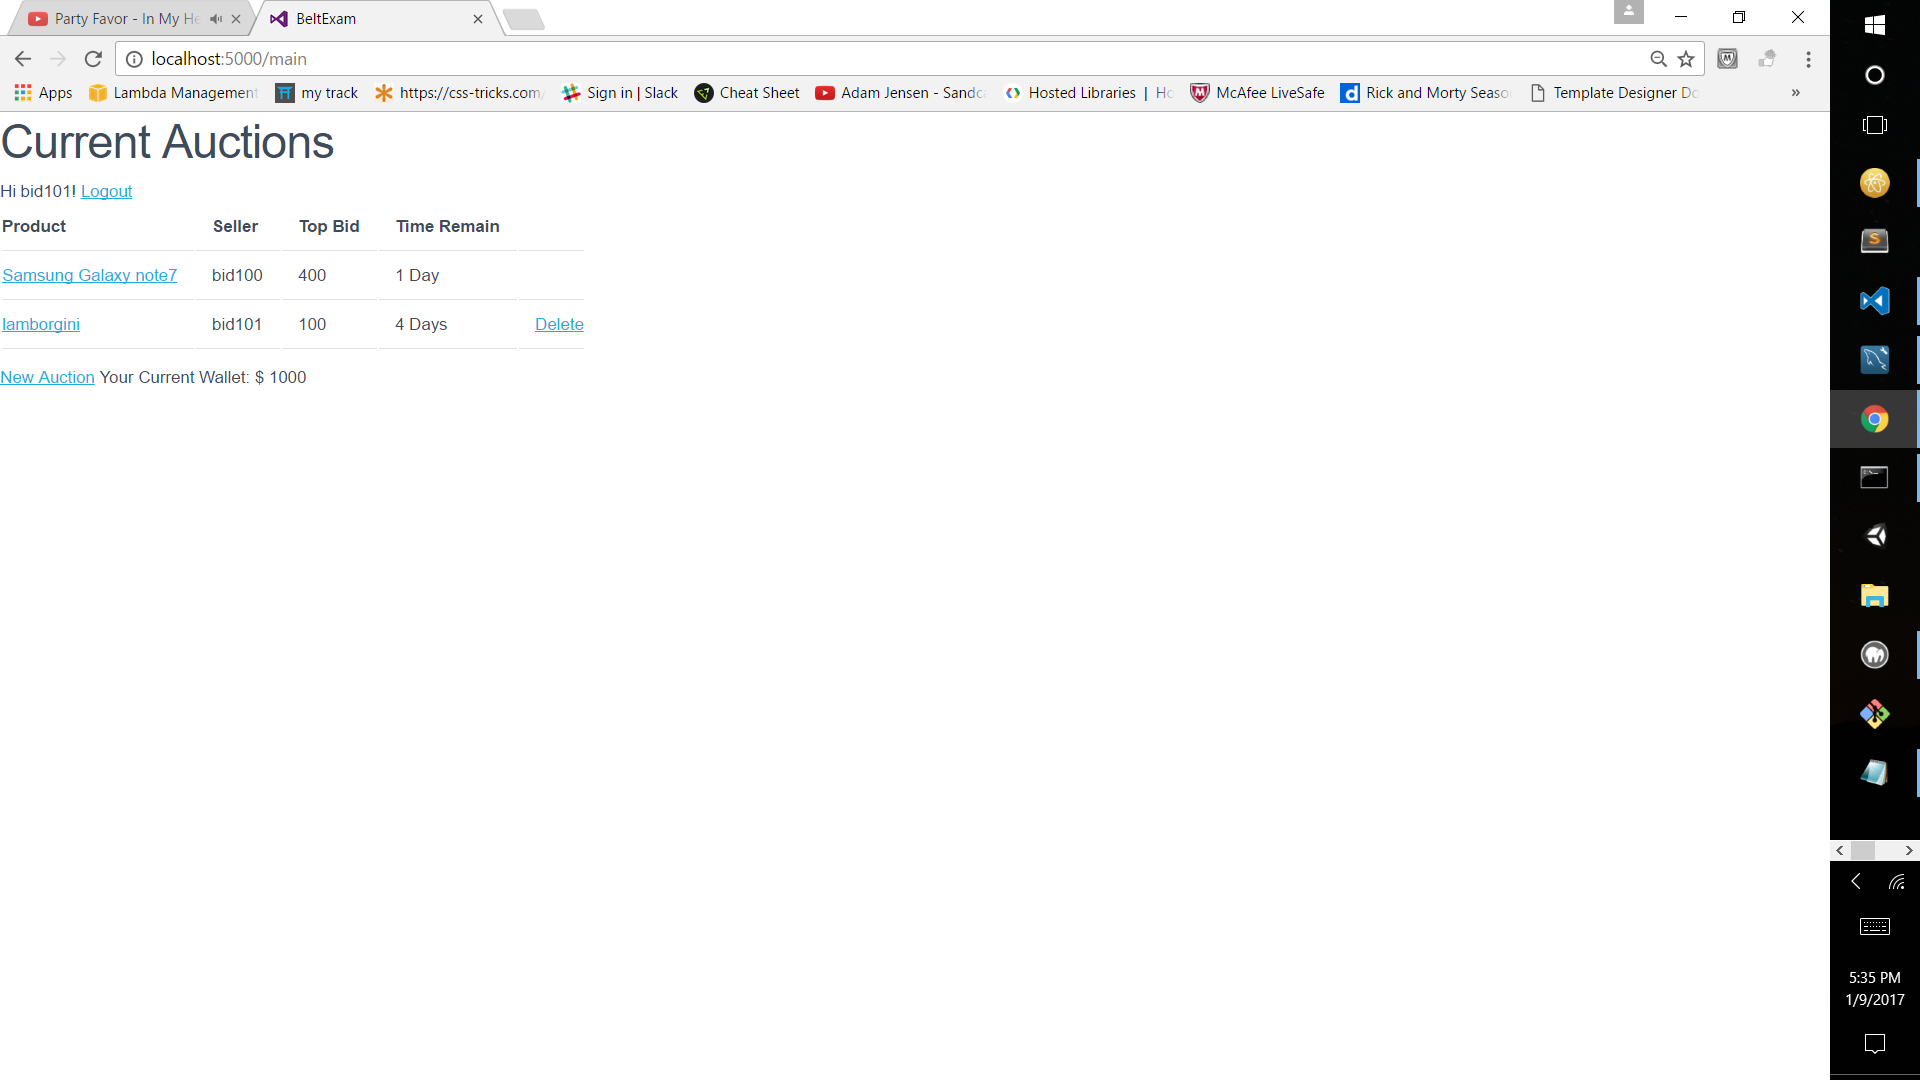 Party Favor - In My He
BeltExam
localhost:5000/main
Apps Lambda Management my track https://css-tricks.com/ Sign in | Slack Cheat Sheet Adam Jensen - Sandca Hosted Libraries | Ho McAfee LiveSafe Rick and Morty Seaso Template Designer Do »
Current Auctions
Hi bid101! Logout
Product Seller Top Bid Time Remain
Samsung Galaxy note7 bid100 400 1 Day
lamborgini bid101 100 4 Days Delete
New Auction Your Current Wallet: $ 1000
5:35 PM
1/9/2017